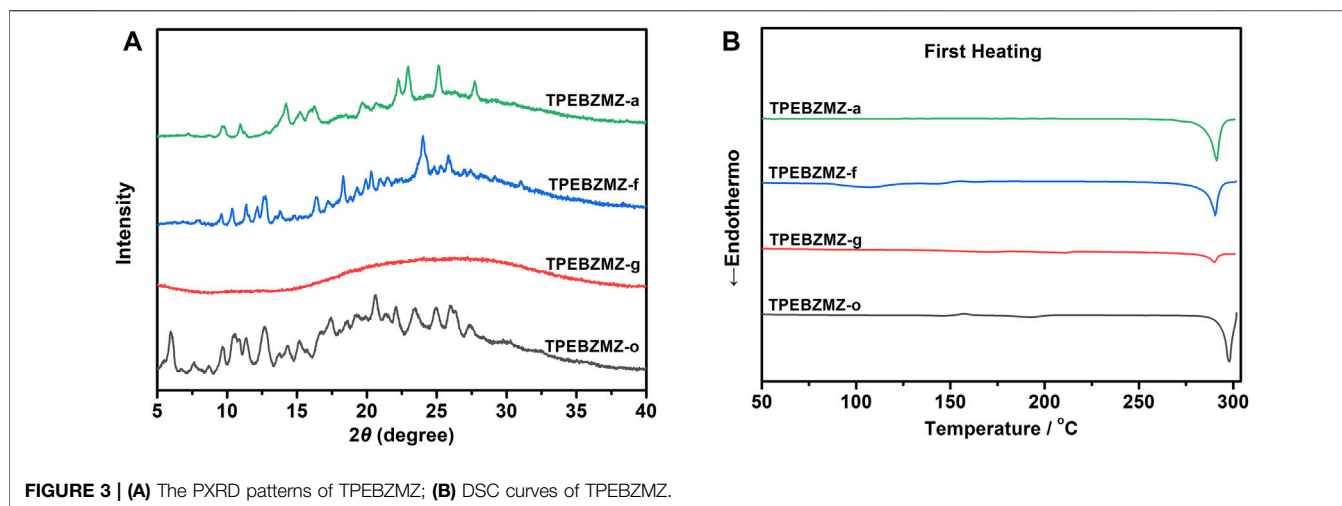 A
TPEBZMZ-a
TPEBZMZ-f
TPEBZMZ-g
TPEBZMZ-o
Intensity
5 10 15 20 25 30 35 40
2θ (degree)
B
First Heating
TPEBZMZ-a
TPEBZMZ-f
TPEBZMZ-g
TPEBZMZ-o
←Endothermo
50 100 150 200 250 300
Temperature / °C
FIGURE 3 | (A) The PXRD patterns of TPEBZMZ; (B) DSC curves of TPEBZMZ.